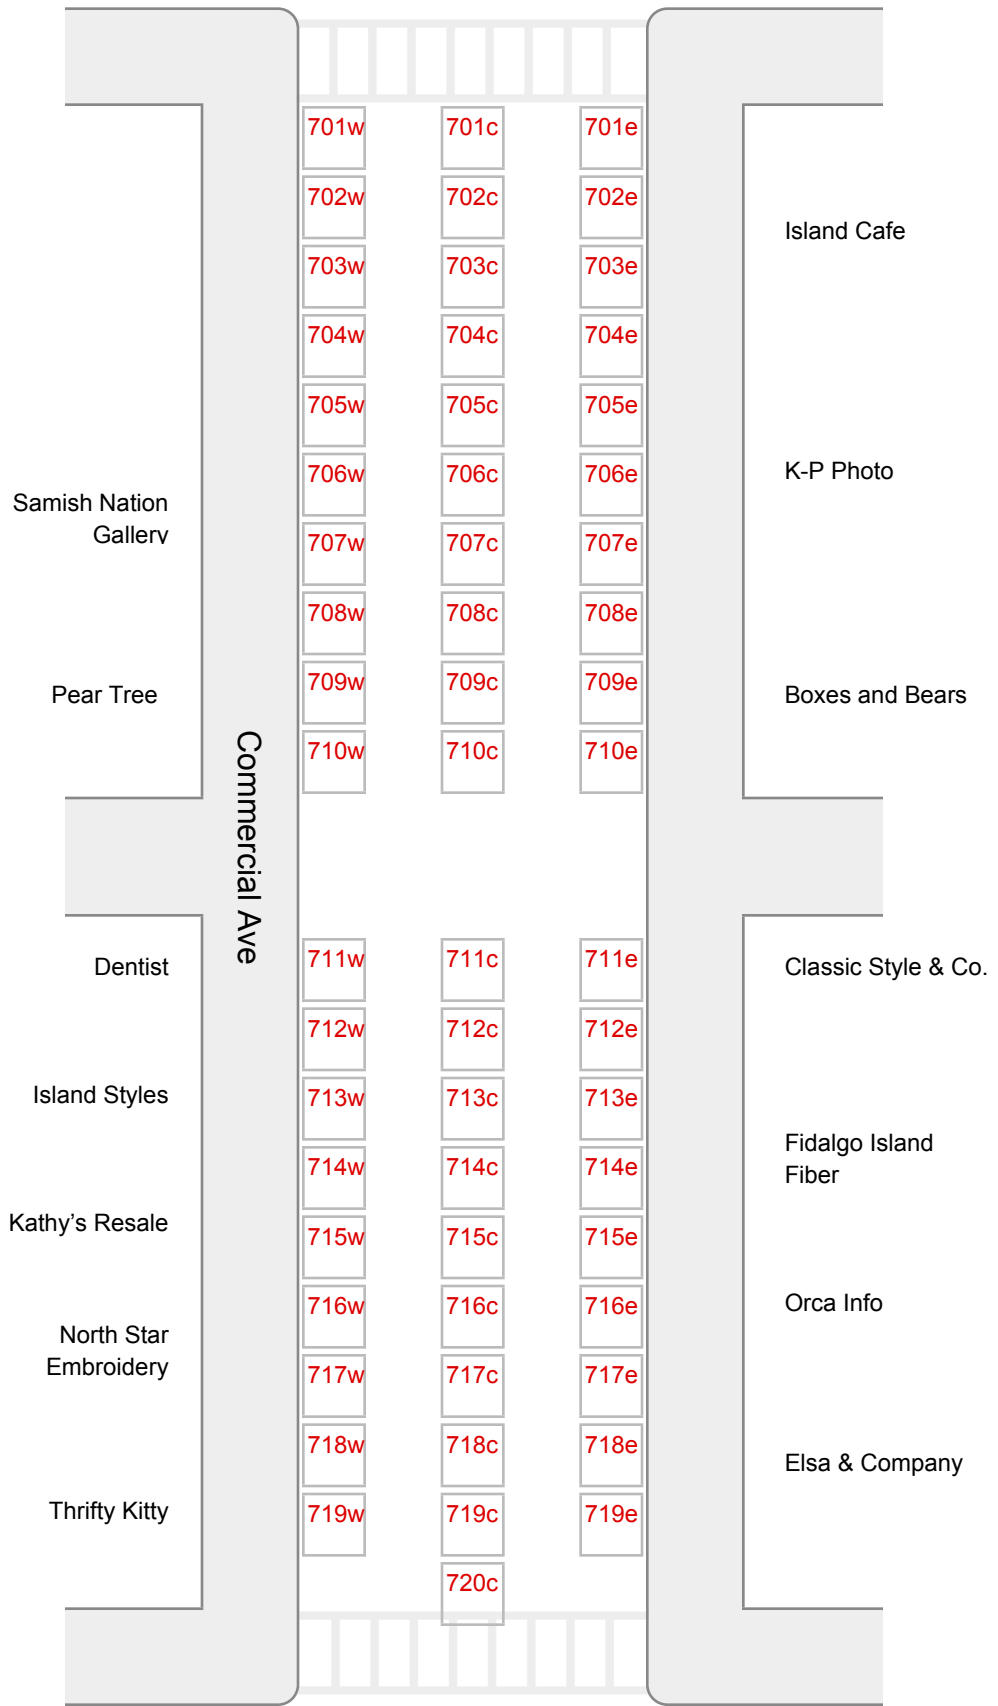 701w 701c 701e
702w 702c 702e
Island Cafe
703w 703c 703e
704w 704c 704e
705w 705c 705e
706w 706c 706e
K-P Photo
Samish Nation
Gallery
707w 707c 707e
708w 708c 708e
709w 709c 709e
Pear Tree
Boxes and Bears
710w 710c 710e
Commercial Ave
711w 711c 711e
Dentist
Classic Style & Co.
712w 712c 712e
Island Styles
713w 713c 713e
Fidalgo Island
Fiber
714w 714c 714e
Kathy’s Resale
715w 715c 715e
716w 716c 716e
Orca Info
North Star
Embroidery
717w 717c 717e
718w 718c 718e
Elsa & Company
Thrifty Kitty
719w 719c 719e
720c